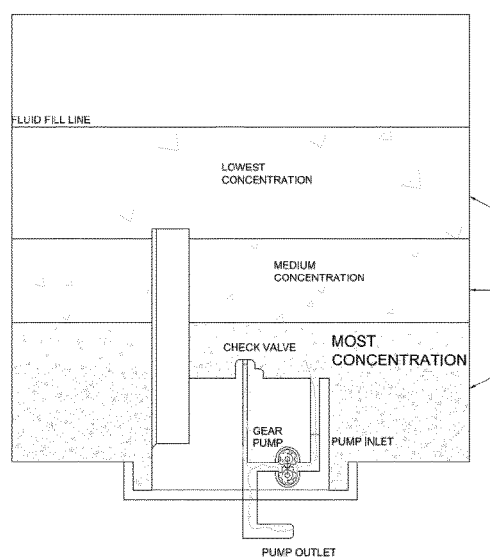 FLUID FILL LINE
LOWEST
CONCENTRATION
MEDIUM
CONCENTRATION
MOST
CONCENTRATION
CHECK VALVE
GEAR
PUMP
PUMP INLET
PUMP OUTLET